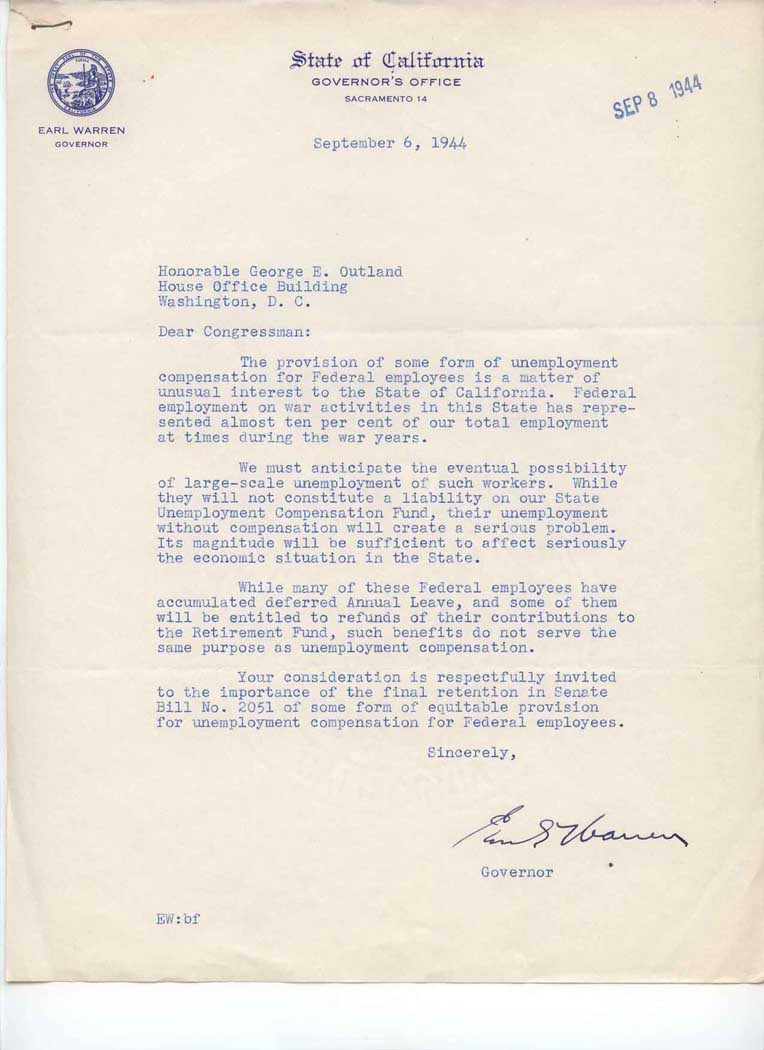 State of California
GOVERNOR'S OFFICE
SACRAMENTO 14
EARL WARREN
GOVERNOR
SEP 8 1944
September 6, 1944
Honorable George E. Outland
House Office Building
Washington, D. C.
Dear Congressman:
The provision of some form of unemployment
compensation for Federal employees is a matter of
unusual interest to the State of California. Federal
employment on war activities in this State has repre-
sented almost ten per cent of our total employment
at times during the war years.
We must anticipate the eventual possibility
of large-scale unemployment of such workers. While
they will not constitute a liability on our State
Unemployment Compensation Fund, their unemployment
without compensation will create a serious problem.
Its magnitude will be sufficient to affect seriously
the economic situation in the State.
While many of these Federal employees have
accumulated deferred Annual Leave, and some of them
will be entitled to refunds of their contributions to
the Retirement Fund, such benefits do not serve the
same purpose as unemployment compensation.
Your consideration is respectfully invited
to the importance of the final retention in Senate
Bill No. 2051 of some form of equitable provision
for unemployment compensation for Federal employees.
Sincerely,
Earl Warren
Governor
EW:bf